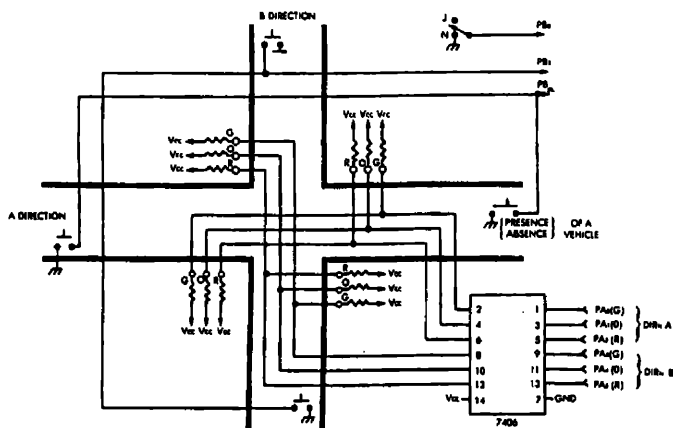 B DIRECTION
J
N
PB₀
PB₁
PB
Vcc Vcc Vcc
Vcc G
Vcc O
Vcc R
R O G
A DIRECTION
{PRESENCE ABSENCE} OF A VEHICLE
G O R
R Vcc
O Vcc
G Vcc
Vcc Vcc Vcc
2 1 PA₀(G)
4 3 PA₁(O)
6 5 PA₂(R)
DIRN A
8 9 PA₃(G)
10 11 PA₄(O)
12 13 PA₅(R)
DIRN B
Vcc 14 7 GND
7406